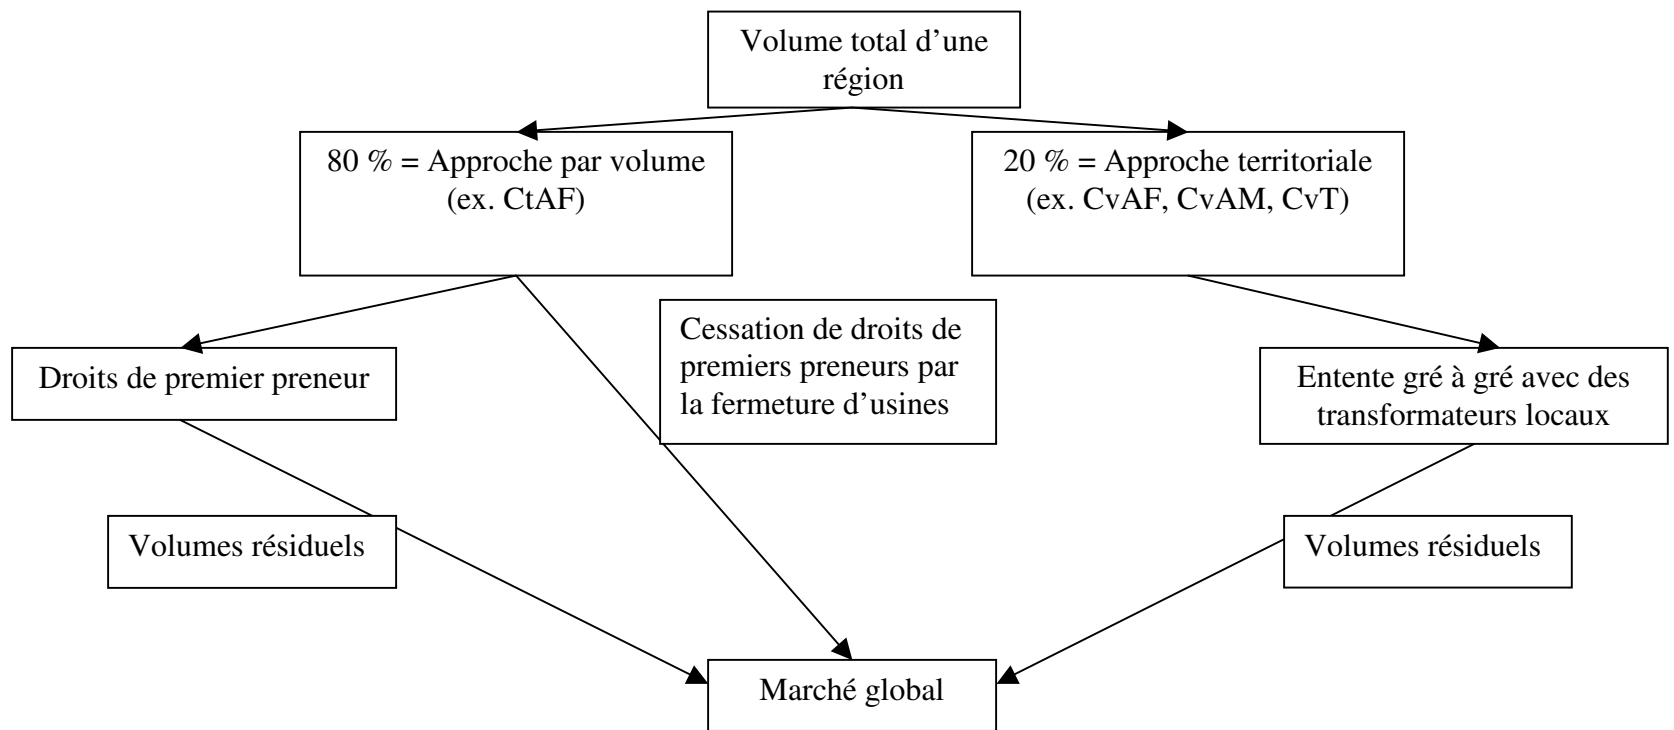 Volume total d’une
région
80 % = Approche par volume
(ex. CtAF)
20 % = Approche territoriale
(ex. CvAF, CvAM, CvT)
Cessation de droits de
premiers preneurs par
la fermeture d’usines
Droits de premier preneur
Entente gré à gré avec des
transformateurs locaux
Volumes résiduels
Volumes résiduels
Marché global